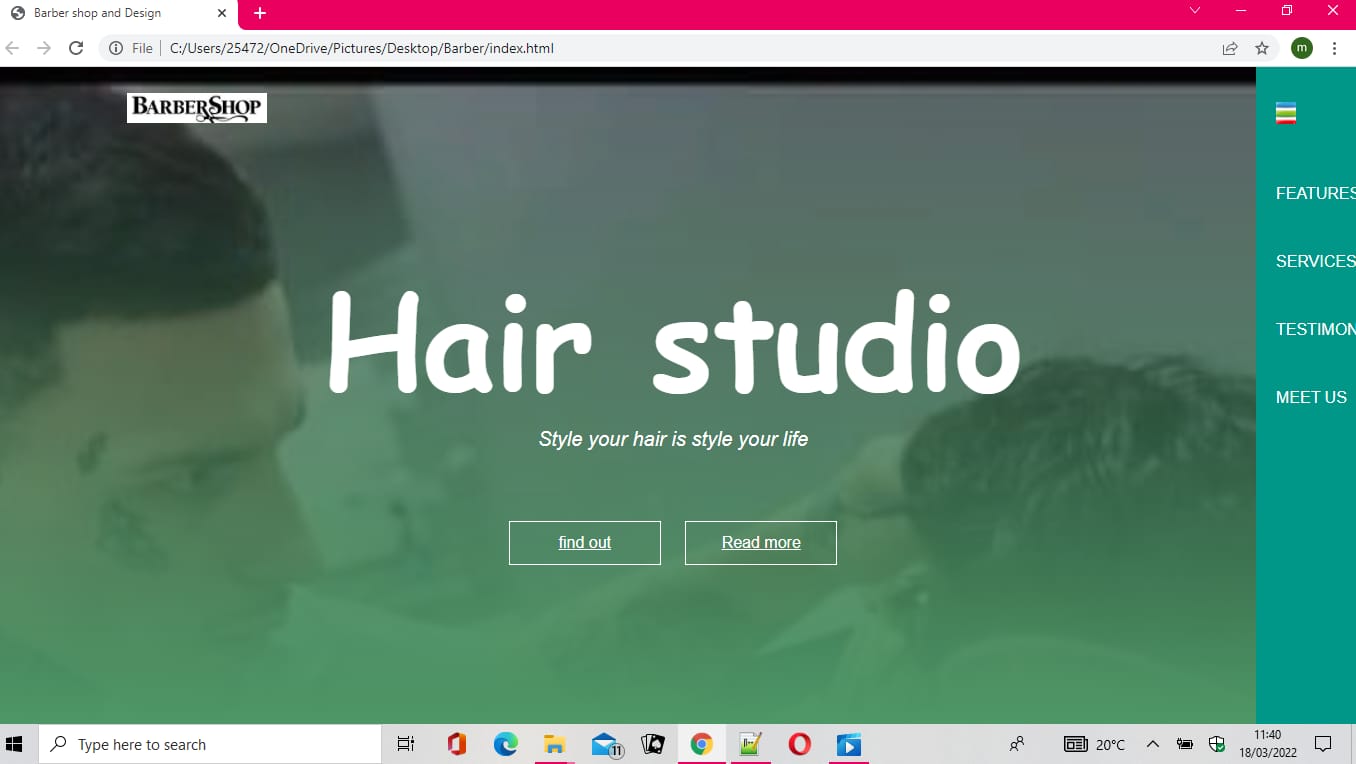 Barber shop and Design
File
C:/Users/25472/OneDrive/Pictures/Desktop/Barber/index.html
m
BARBERSHOP
FEATURES
SERVICES
TESTIMON
MEET US
Hair studio
Style your hair is style your life
find out
Read more
Type here to search
11
20°C
11:40
18/03/2022